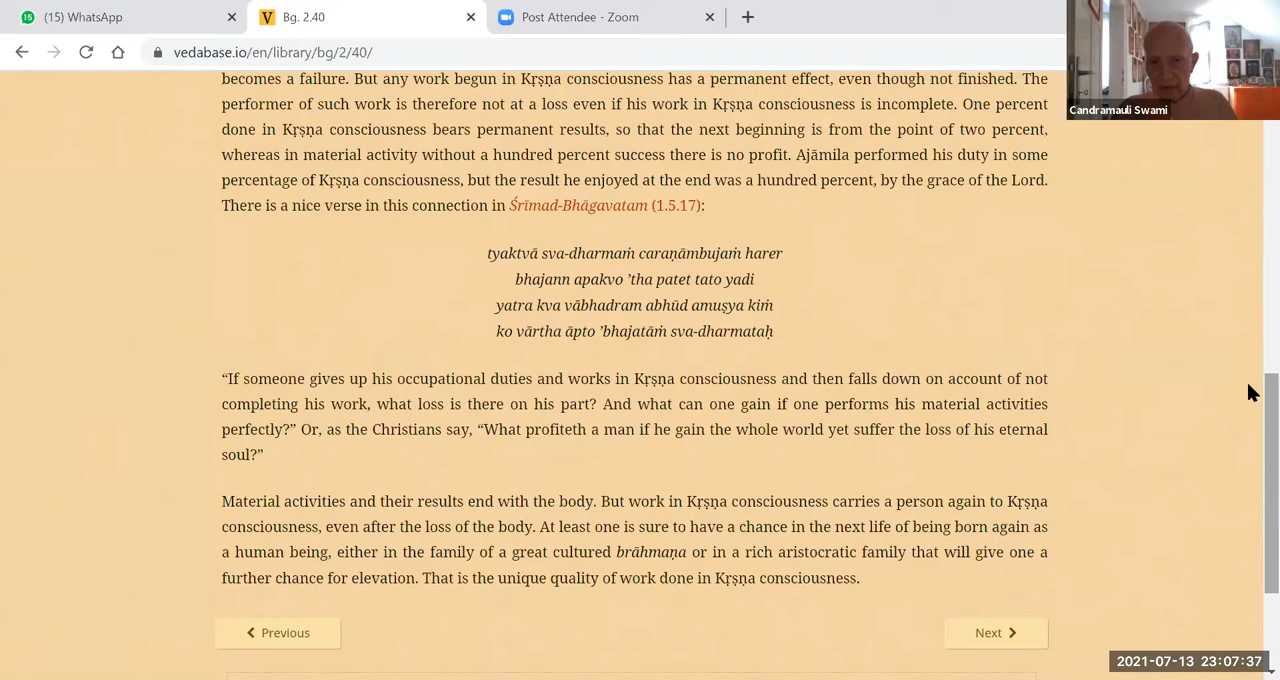 (15) WhatsApp
Bg. 2.40
Post Attendee - Zoom
vedabase.io/en/library/bg/2/40/
Candramauli Swami
becomes a failure. But any work begun in Kṛṣṇa consciousness has a permanent effect, even though not finished. The
performer of such work is therefore not at a loss even if his work in Kṛṣṇa consciousness is incomplete. One percent
done in Kṛṣṇa consciousness bears permanent results, so that the next beginning is from the point of two percent,
whereas in material activity without a hundred percent success there is no profit. Ajāmila performed his duty in some
percentage of Kṛṣṇa consciousness, but the result he enjoyed at the end was a hundred percent, by the grace of the Lord.
There is a nice verse in this connection in Śrīmad-Bhāgavatam (1.5.17):
tyaktvā sva-dharmaṁ caraṇāmbujaṁ harer
bhajann apakvo ’tha patet tato yadi
yatra kva vābhadram abhūd amuṣya kiṁ
ko vārtha āpto ’bhajatāṁ sva-dharmataḥ
“If someone gives up his occupational duties and works in Kṛṣṇa consciousness and then falls down on account of not
completing his work, what loss is there on his part? And what can one gain if one performs his material activities
perfectly?” Or, as the Christians say, “What profiteth a man if he gain the whole world yet suffer the loss of his eternal
soul?”
Material activities and their results end with the body. But work in Kṛṣṇa consciousness carries a person again to Kṛṣṇa
consciousness, even after the loss of the body. At least one is sure to have a chance in the next life of being born again as
a human being, either in the family of a great cultured brāhmaṇa or in a rich aristocratic family that will give one a
further chance for elevation. That is the unique quality of work done in Kṛṣṇa consciousness.
Previous
Next
2021-07-13 23:07:37